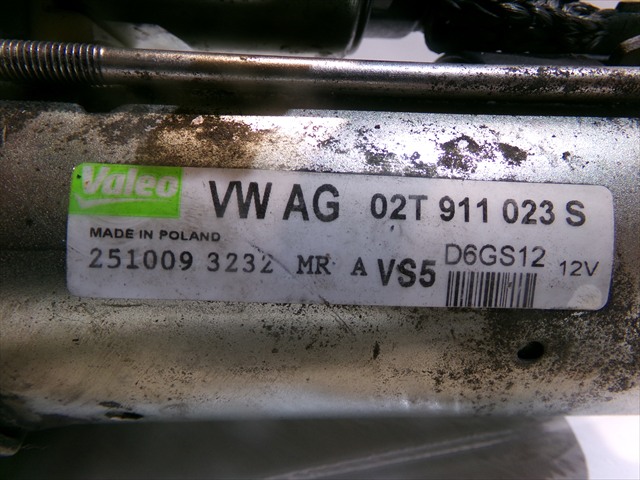 Valeo VW AG 02T 911 023 S
MADE IN POLAND
251009 3232 MR A VS5 D6GS12 12V